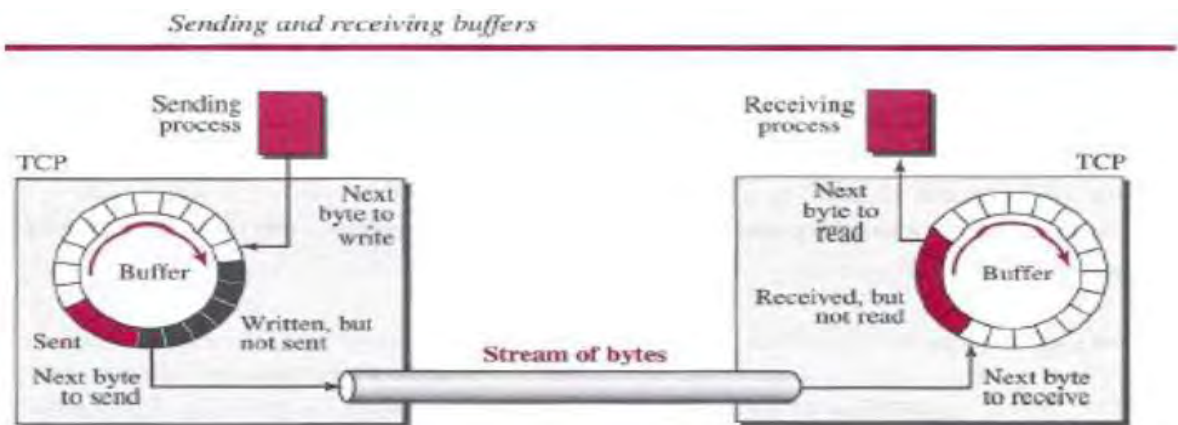 Sending and receiving buffers
Sending
process
Receiving
process
TCP
TCP
Next
byte to
write
Next
byte to
read
Buffer
Buffer
Sent
Written, but
not sent
Received, but
not read
Stream of bytes
Next byte
to send
Next byte
to receive